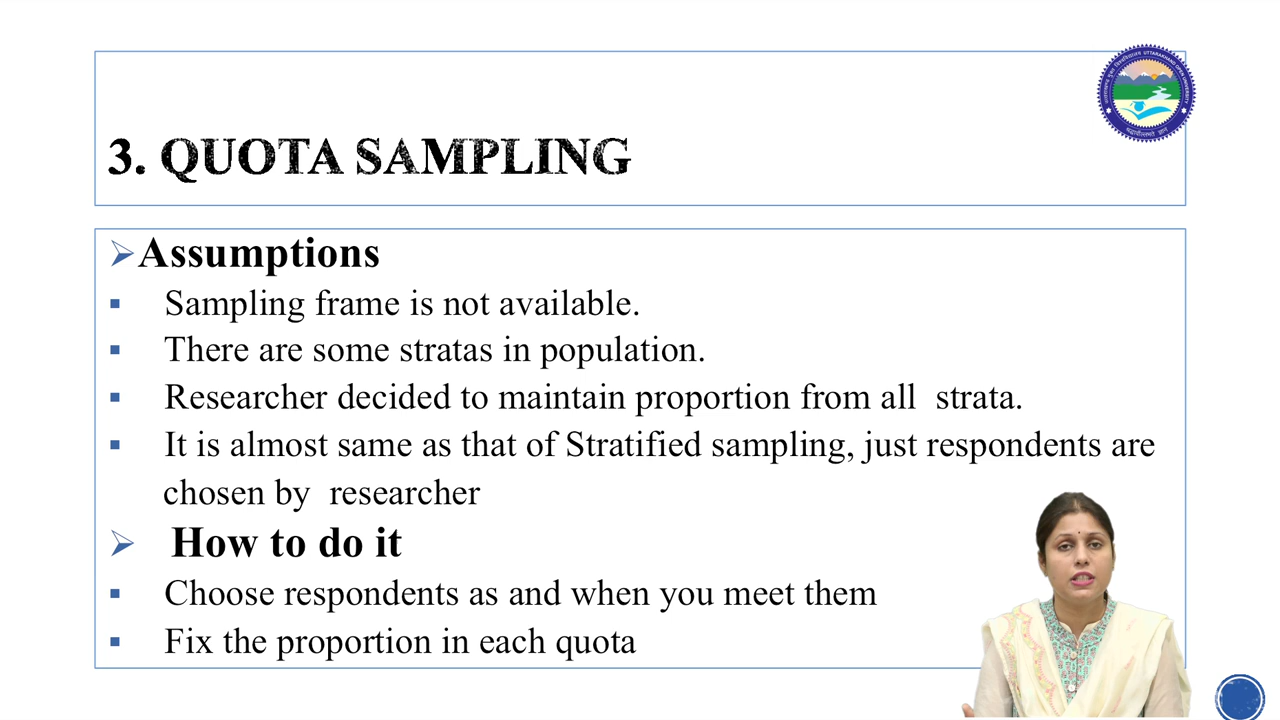 3. QUOTA SAMPLING
Assumptions
Sampling frame is not available.
There are some stratas in population.
Researcher decided to maintain proportion from all strata.
It is almost same as that of Stratified sampling, just respondents are
chosen by researcher
How to do it
Choose respondents as and when you meet them
Fix the proportion in each quota